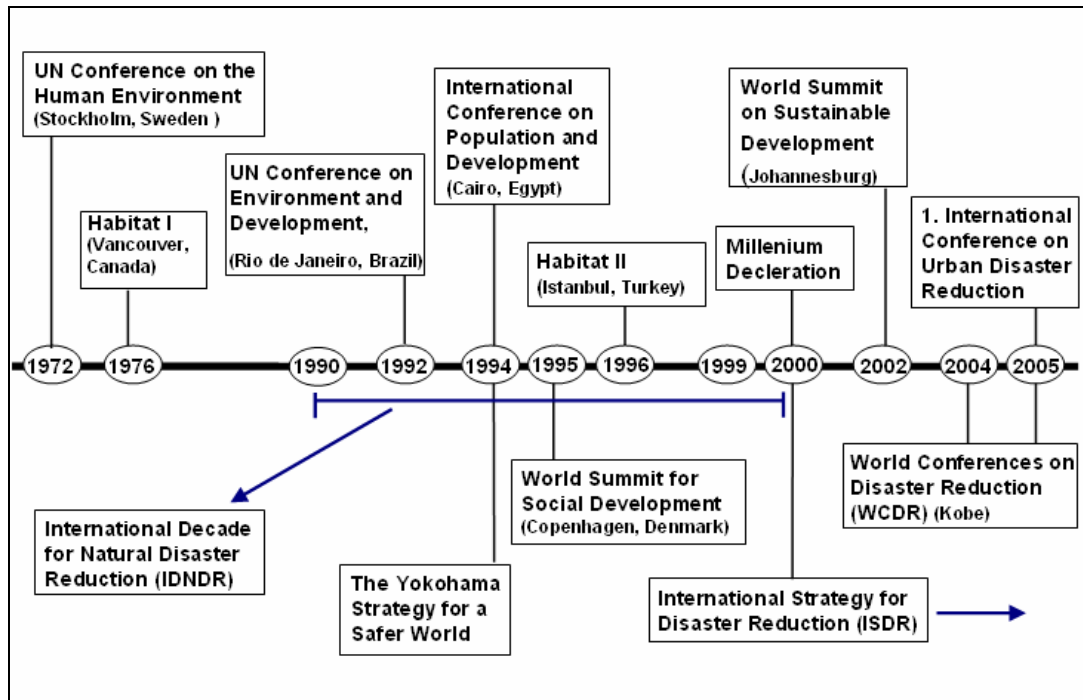 UN Conference on the
Human Environment
(Stockholm, Sweden )
Habitat I
(Vancouver,
Canada)
UN Conference on
Environment and
Development,
(Rio de Janeiro, Brazil)
International
Conference on
Population and
Development
(Cairo, Egypt)
Habitat II
(Istanbul, Turkey)
Millenium
Decleration
World Summit
on Sustainable
Development
(Johannesburg)
1. International
Conference on
Urban Disaster
Reduction
1972
1976
1990
1992
1994
1995
1996
1999
2000
2002
2004
2005
International Decade
for Natural Disaster
Reduction (IDNDR)
The Yokohama
Strategy for a
Safer World
World Summit for
Social Development
(Copenhagen, Denmark)
International Strategy for
Disaster Reduction (ISDR)
World Conferences on
Disaster Reduction
(WCDR) (Kobe)